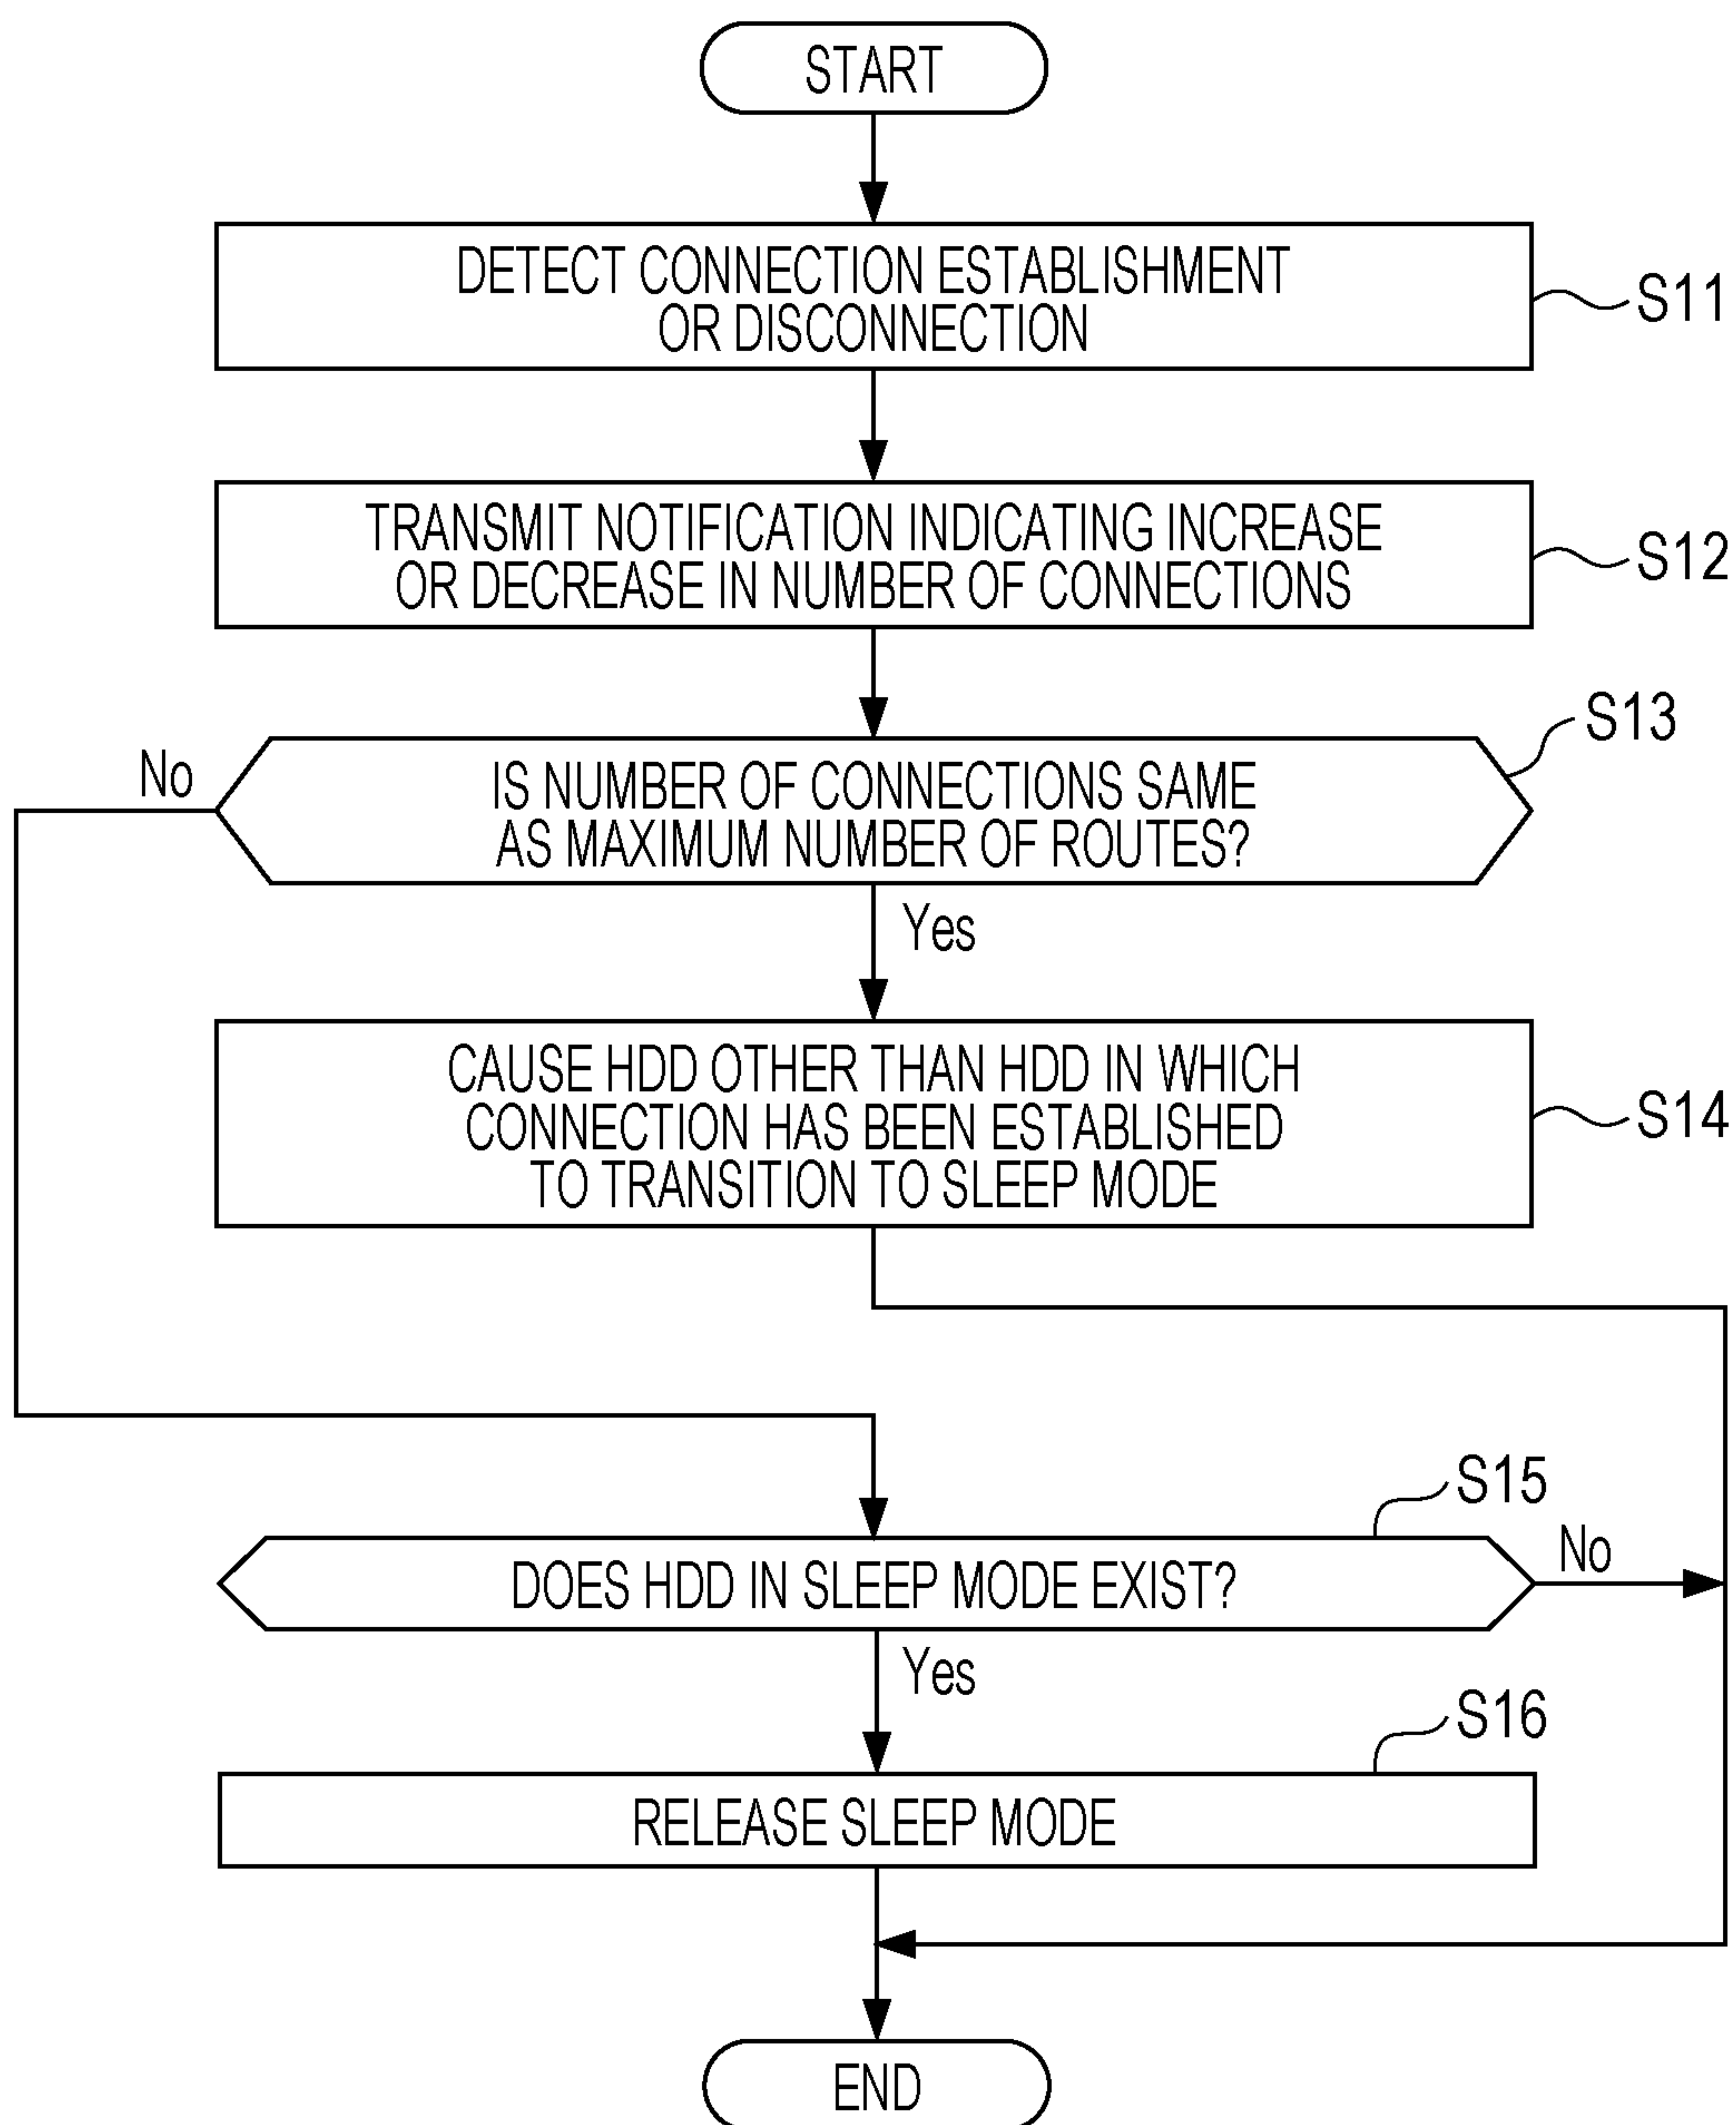 START
DETECT CONNECTION ESTABLISHMENT
OR DISCONNECTION
S11
TRANSMIT NOTIFICATION INDICATING INCREASE
OR DECREASE IN NUMBER OF CONNECTIONS
S12
S13
No
IS NUMBER OF CONNECTIONS SAME
AS MAXIMUM NUMBER OF ROUTES?
Yes
CAUSE HDD OTHER THAN HDD IN WHICH
CONNECTION HAS BEEN ESTABLISHED
TO TRANSITION TO SLEEP MODE
S14
S15
DOES HDD IN SLEEP MODE EXIST?
No
Yes
S16
RELEASE SLEEP MODE
END